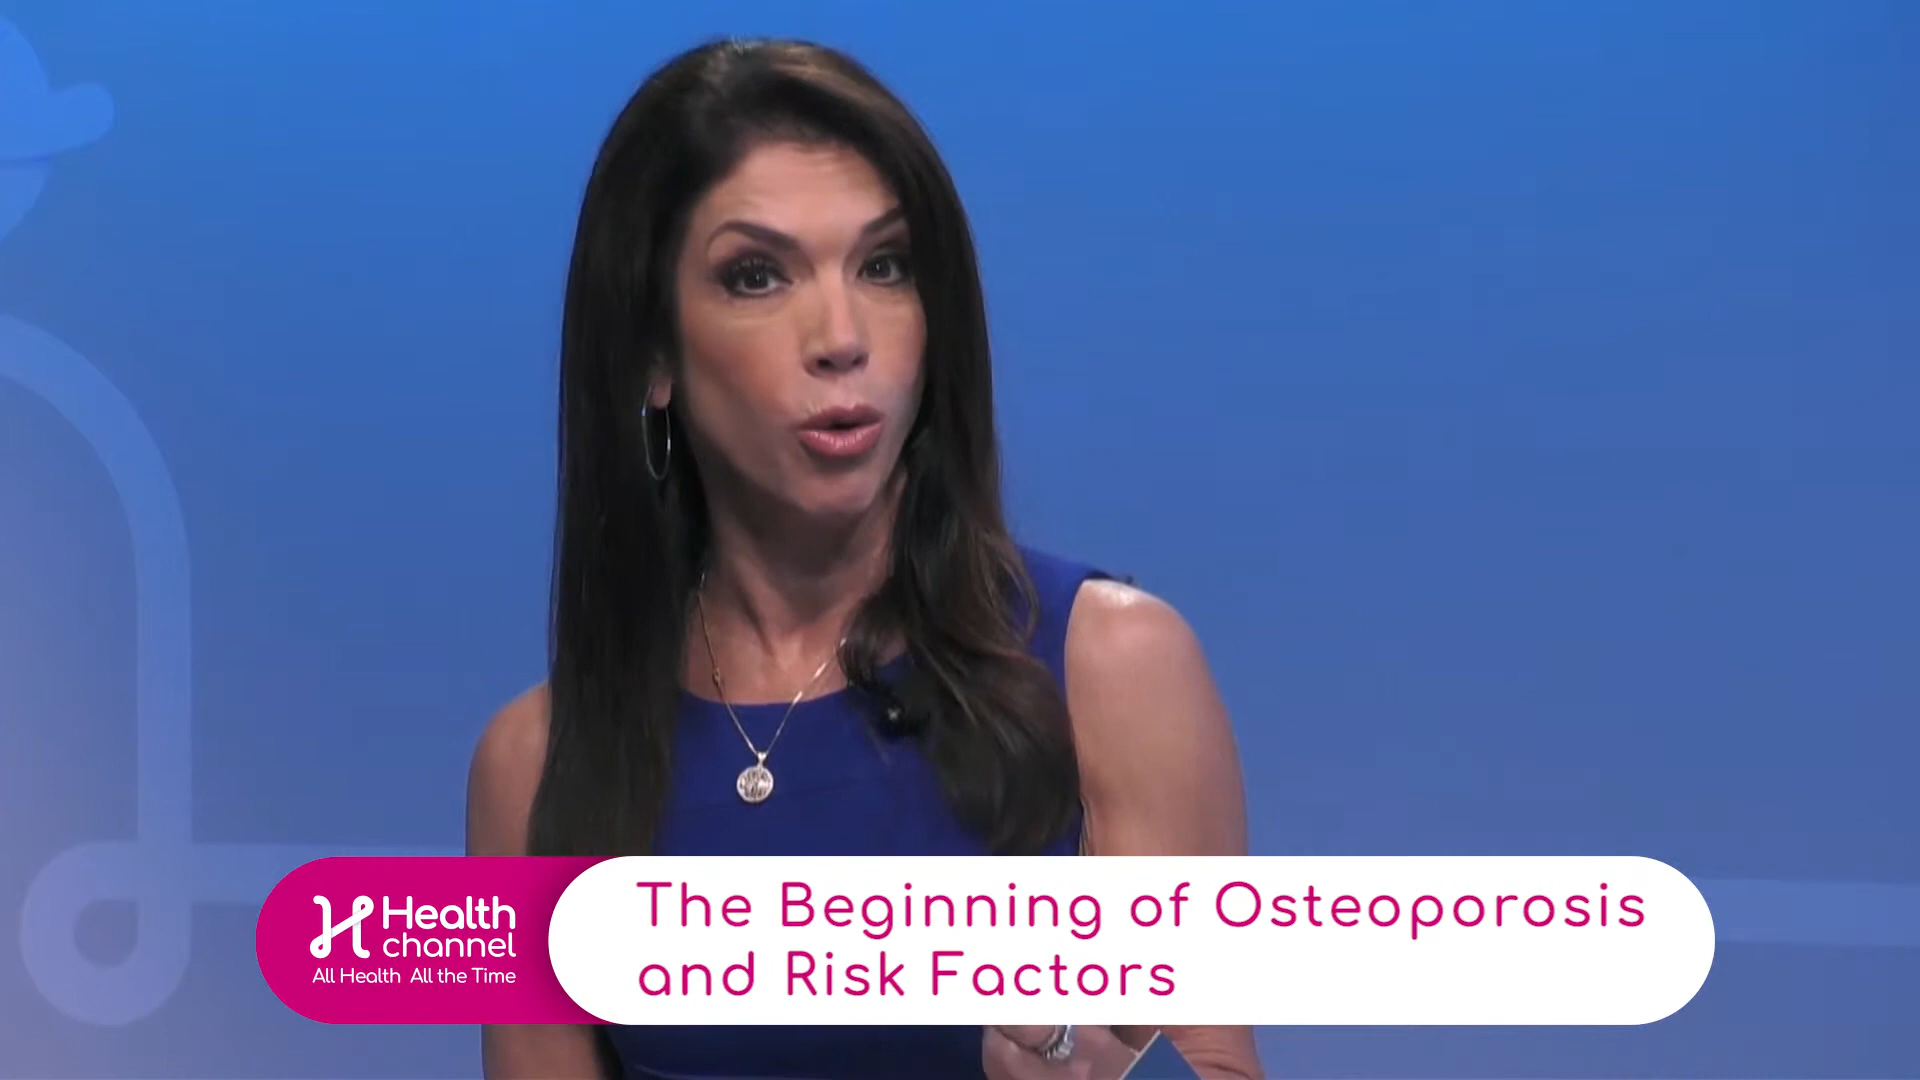 Health
channel
All Health All the Time
The Beginning of Osteoporosis
and Risk Factors